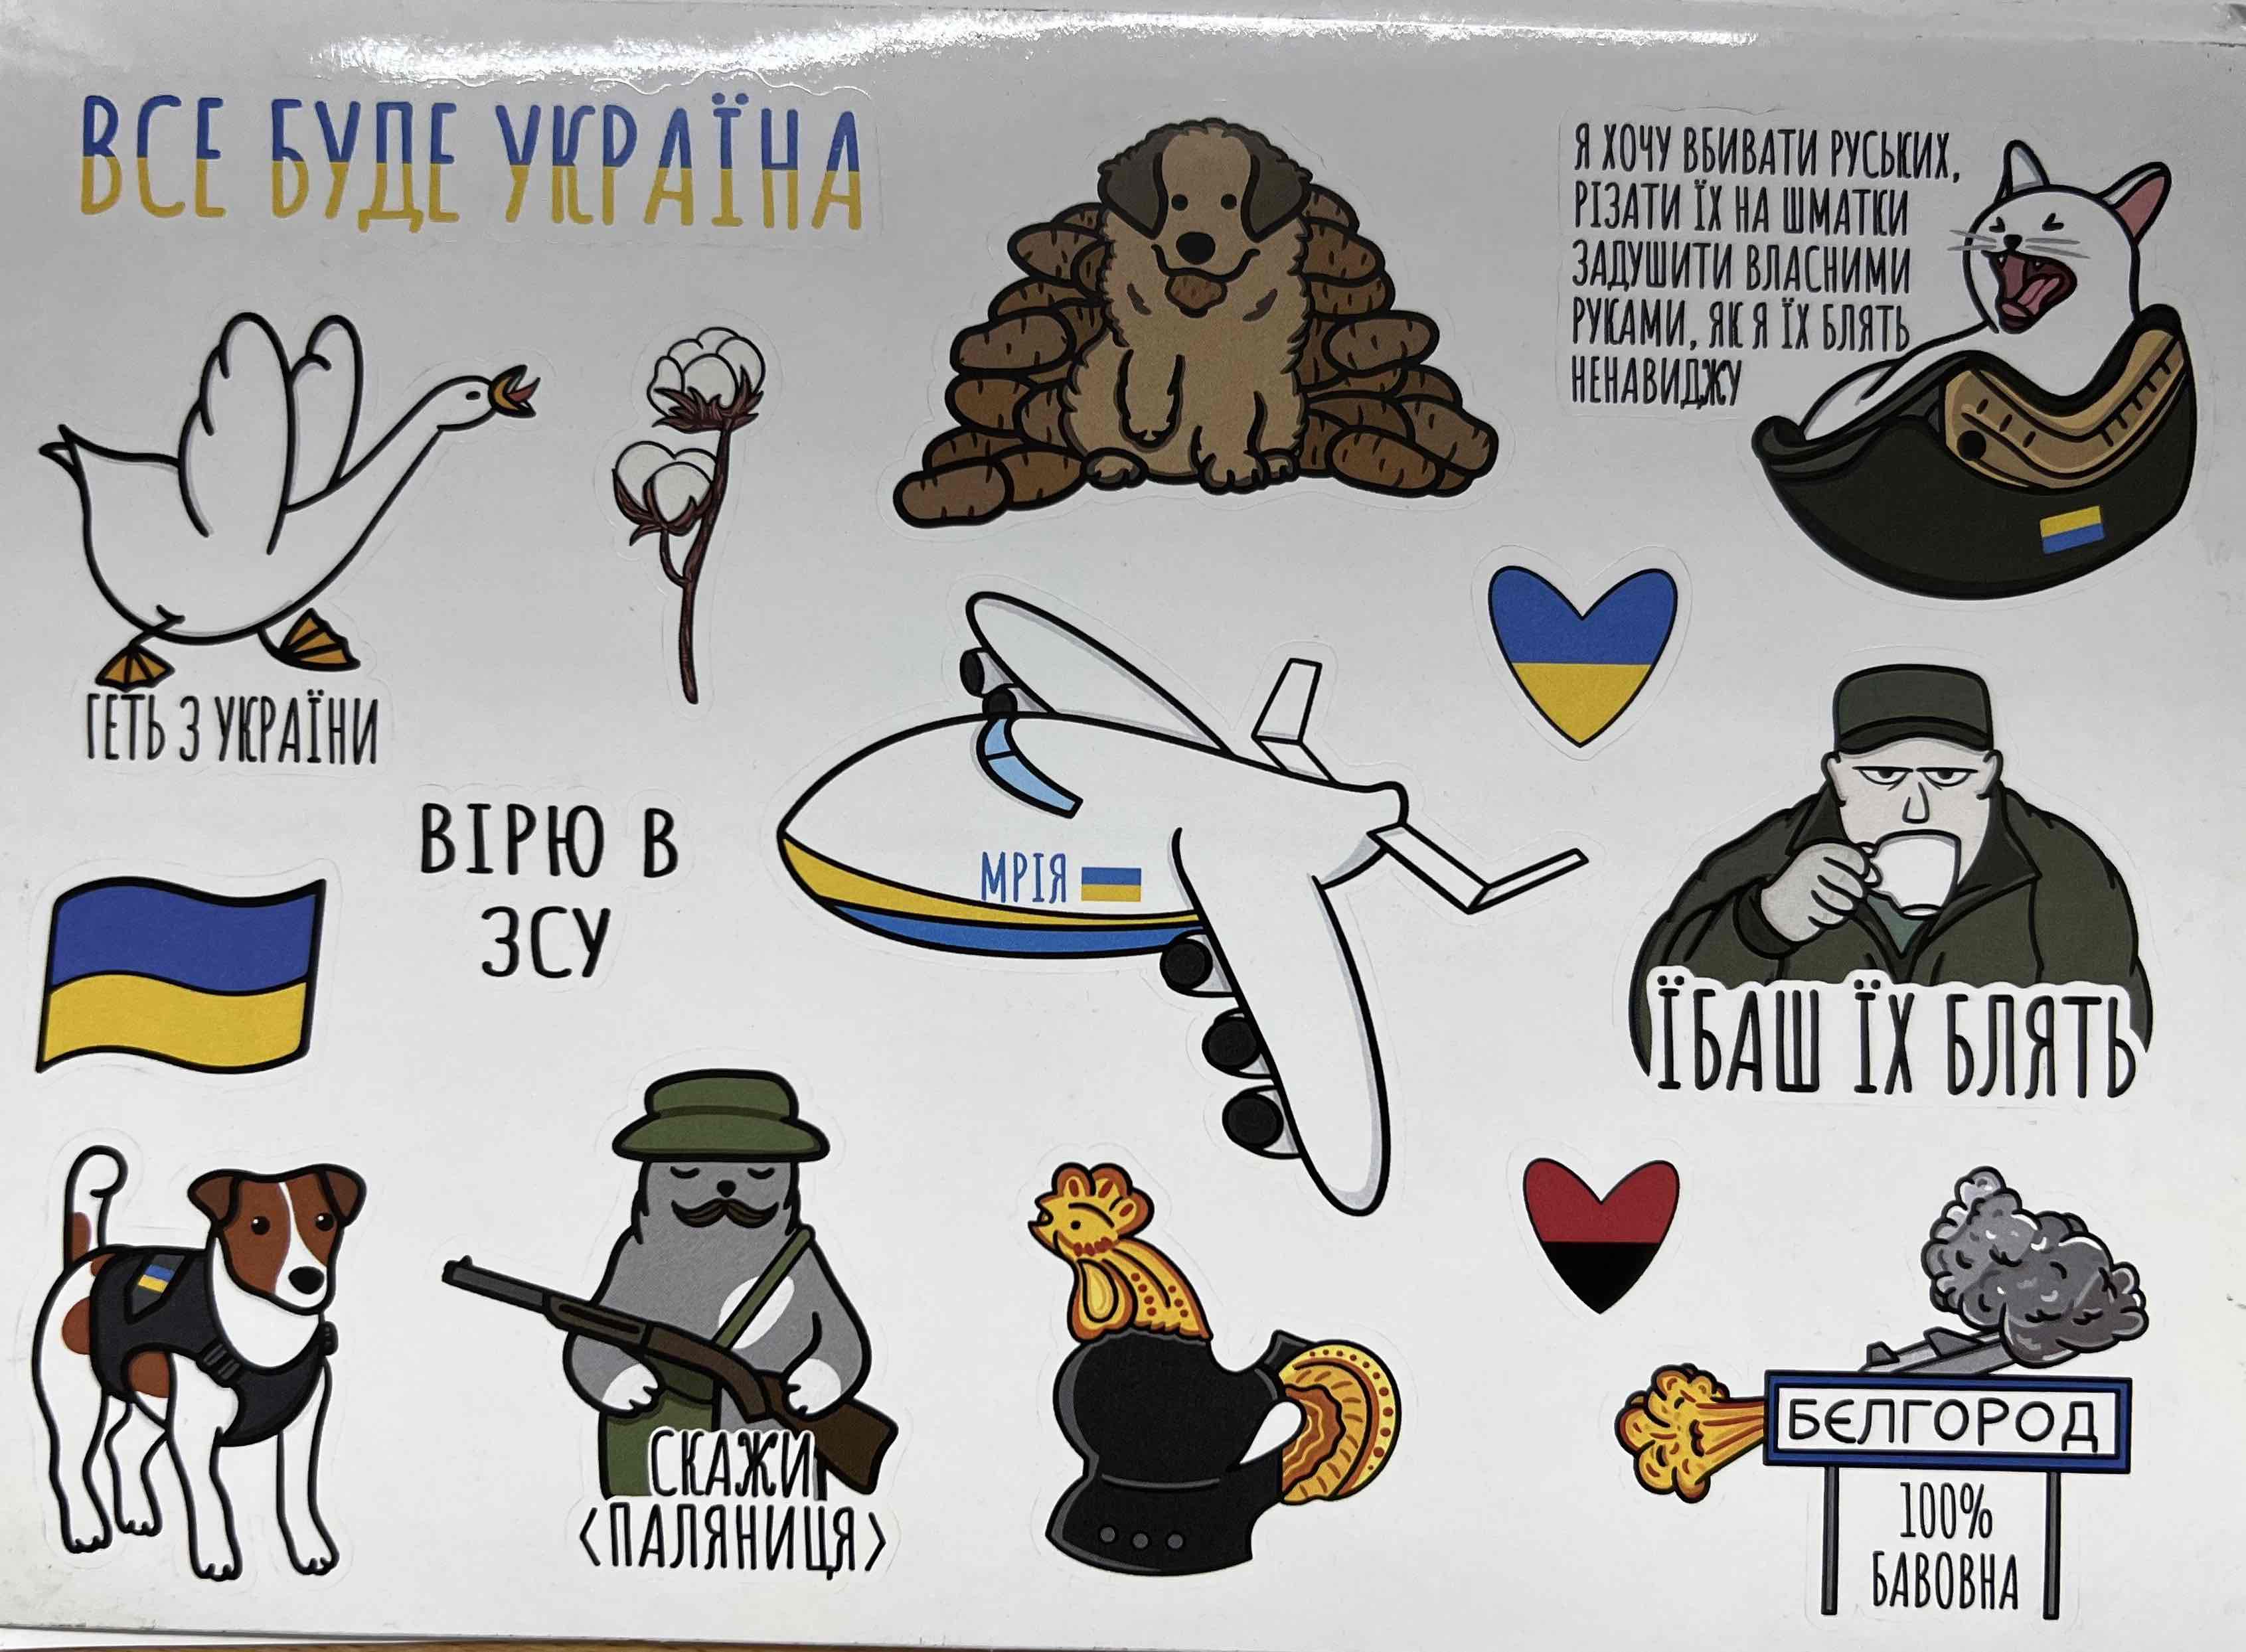 ВСЕ БУДЕ УКРАЇНА
Я ХОЧУ ВБИВАТИ РУСЬКИХ,
РІЗАТИ ЇХ НА ШМАТКИ
ЗАДУШИТИ ВЛАСНИМИ
РУКАМИ, ЯК Я ЇХ БЛЯТЬ
НЕНАВИДЖУ
ГЕТЬ З УКРАЇНИ
ВІРЮ В
ЗСУ
МРІЯ
ЇБАШ ЇХ БЛЯТЬ
СКАЖИ
<ПАЛЯНИЦЯ>
БЄЛГОРОД
100%
БАВОВНА